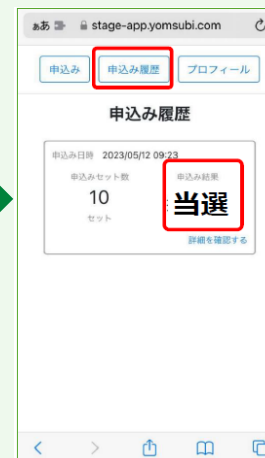 ぁあ stage-app.yomsubi.com
申込み 申込み履歴 プロフィール
申込み履歴
申込み日時 2023/05/12 09:23
申込みセット数 申込み結果
10 当選
セット
詳細を確認する